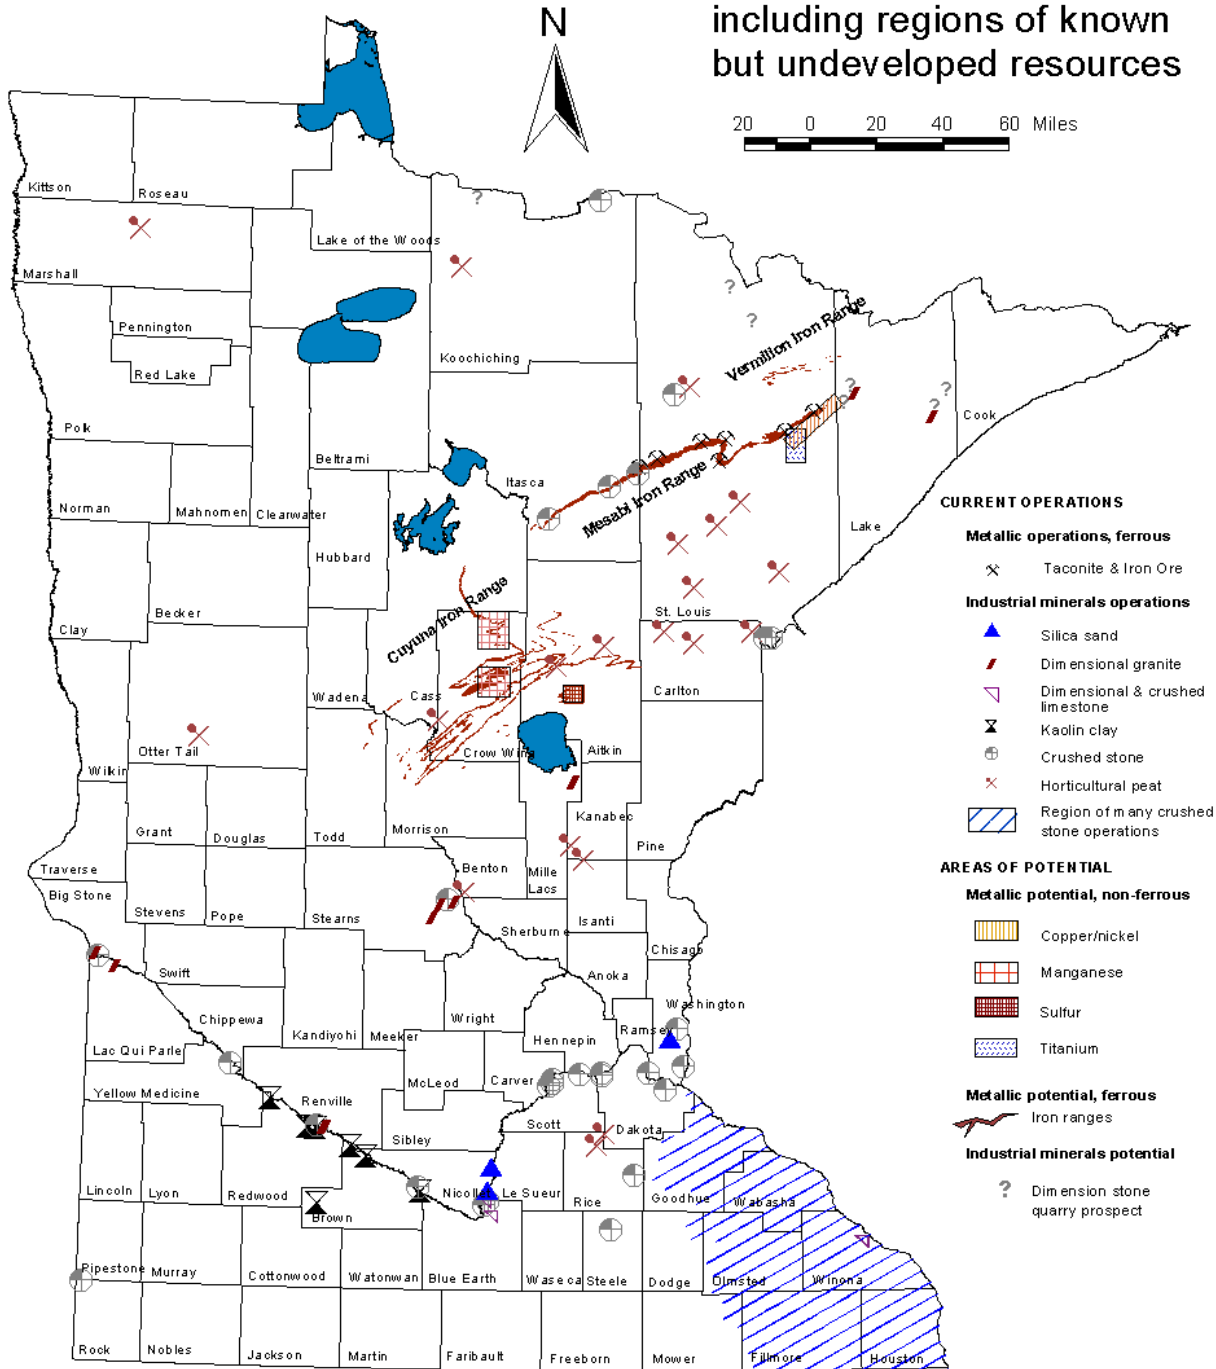 including regions of known
but undeveloped resources
N
20 0 20 40 60 Miles
Kittson
Roseau
Lake of the Woods
Marshall
Pennington
Red Lake
Koochiching
Vermilion Iron Range
Polk
Beltrami
Cook
Itasca
Mesabi Iron Range
Norman
Mahnomen
Clearwater
Lake
Hubbard
Becker
Clay
St. Louis
Cuyuna Iron Range
Wadena
Cass
Carlton
Otter Tail
Wilkin
Crow Wing
Aitkin
Grant
Douglas
Todd
Morrison
Kanabec
Pine
Traverse
Big Stone
Benton
Mille
Lacs
Stevens
Pope
Stearns
Sherburne
Isanti
Chisago
Swift
Anoka
Washington
Chippewa
Kandiyohi
Meeker
Wright
Hennepin
Ramsey
Lac Qui Parle
McLeod
Carver
Yellow Medicine
Renville
Scott
Dakota
Sibley
Lincoln
Lyon
Redwood
Brown
Nicollet
Le Sueur
Rice
Goodhue
Wabasha
Pipestone
Murray
Cottonwood
Watonwan
Blue Earth
Waseca
Steele
Dodge
Olmsted
Winona
Rock
Nobles
Jackson
Martin
Faribault
Freeborn
Mower
Fillmore
Houston
CURRENT OPERATIONS
Metallic operations, ferrous
Taconite & Iron Ore
Industrial minerals operations
Silica sand
Dimensional granite
Dimensional & crushed
limestone
Kaolin clay
Crushed stone
Horticultural peat
Region of many crushed
stone operations
AREAS OF POTENTIAL
Metallic potential, non-ferrous
Copper/nickel
Manganese
Sulfur
Titanium
Metallic potential, ferrous
Iron ranges
Industrial minerals potential
? Dimension stone
quarry prospect